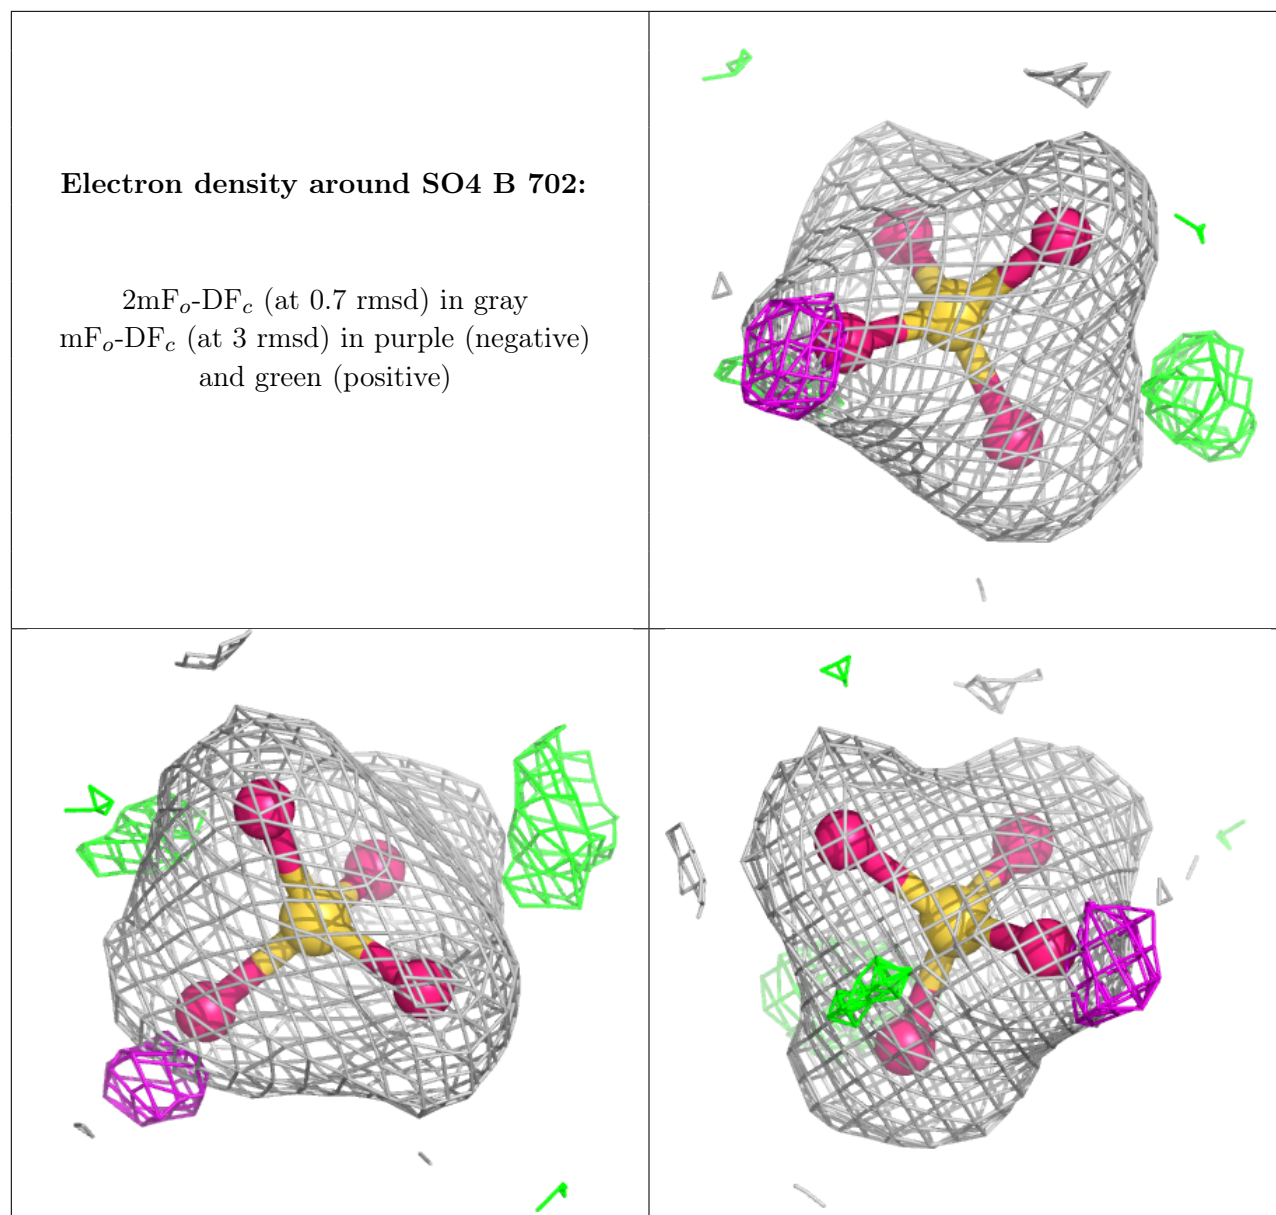 Electron density around SO4 B 702:
2mFo-DFc (at 0.7 rmsd) in gray
mFo-DFc (at 3 rmsd) in purple (negative)
and green (positive)